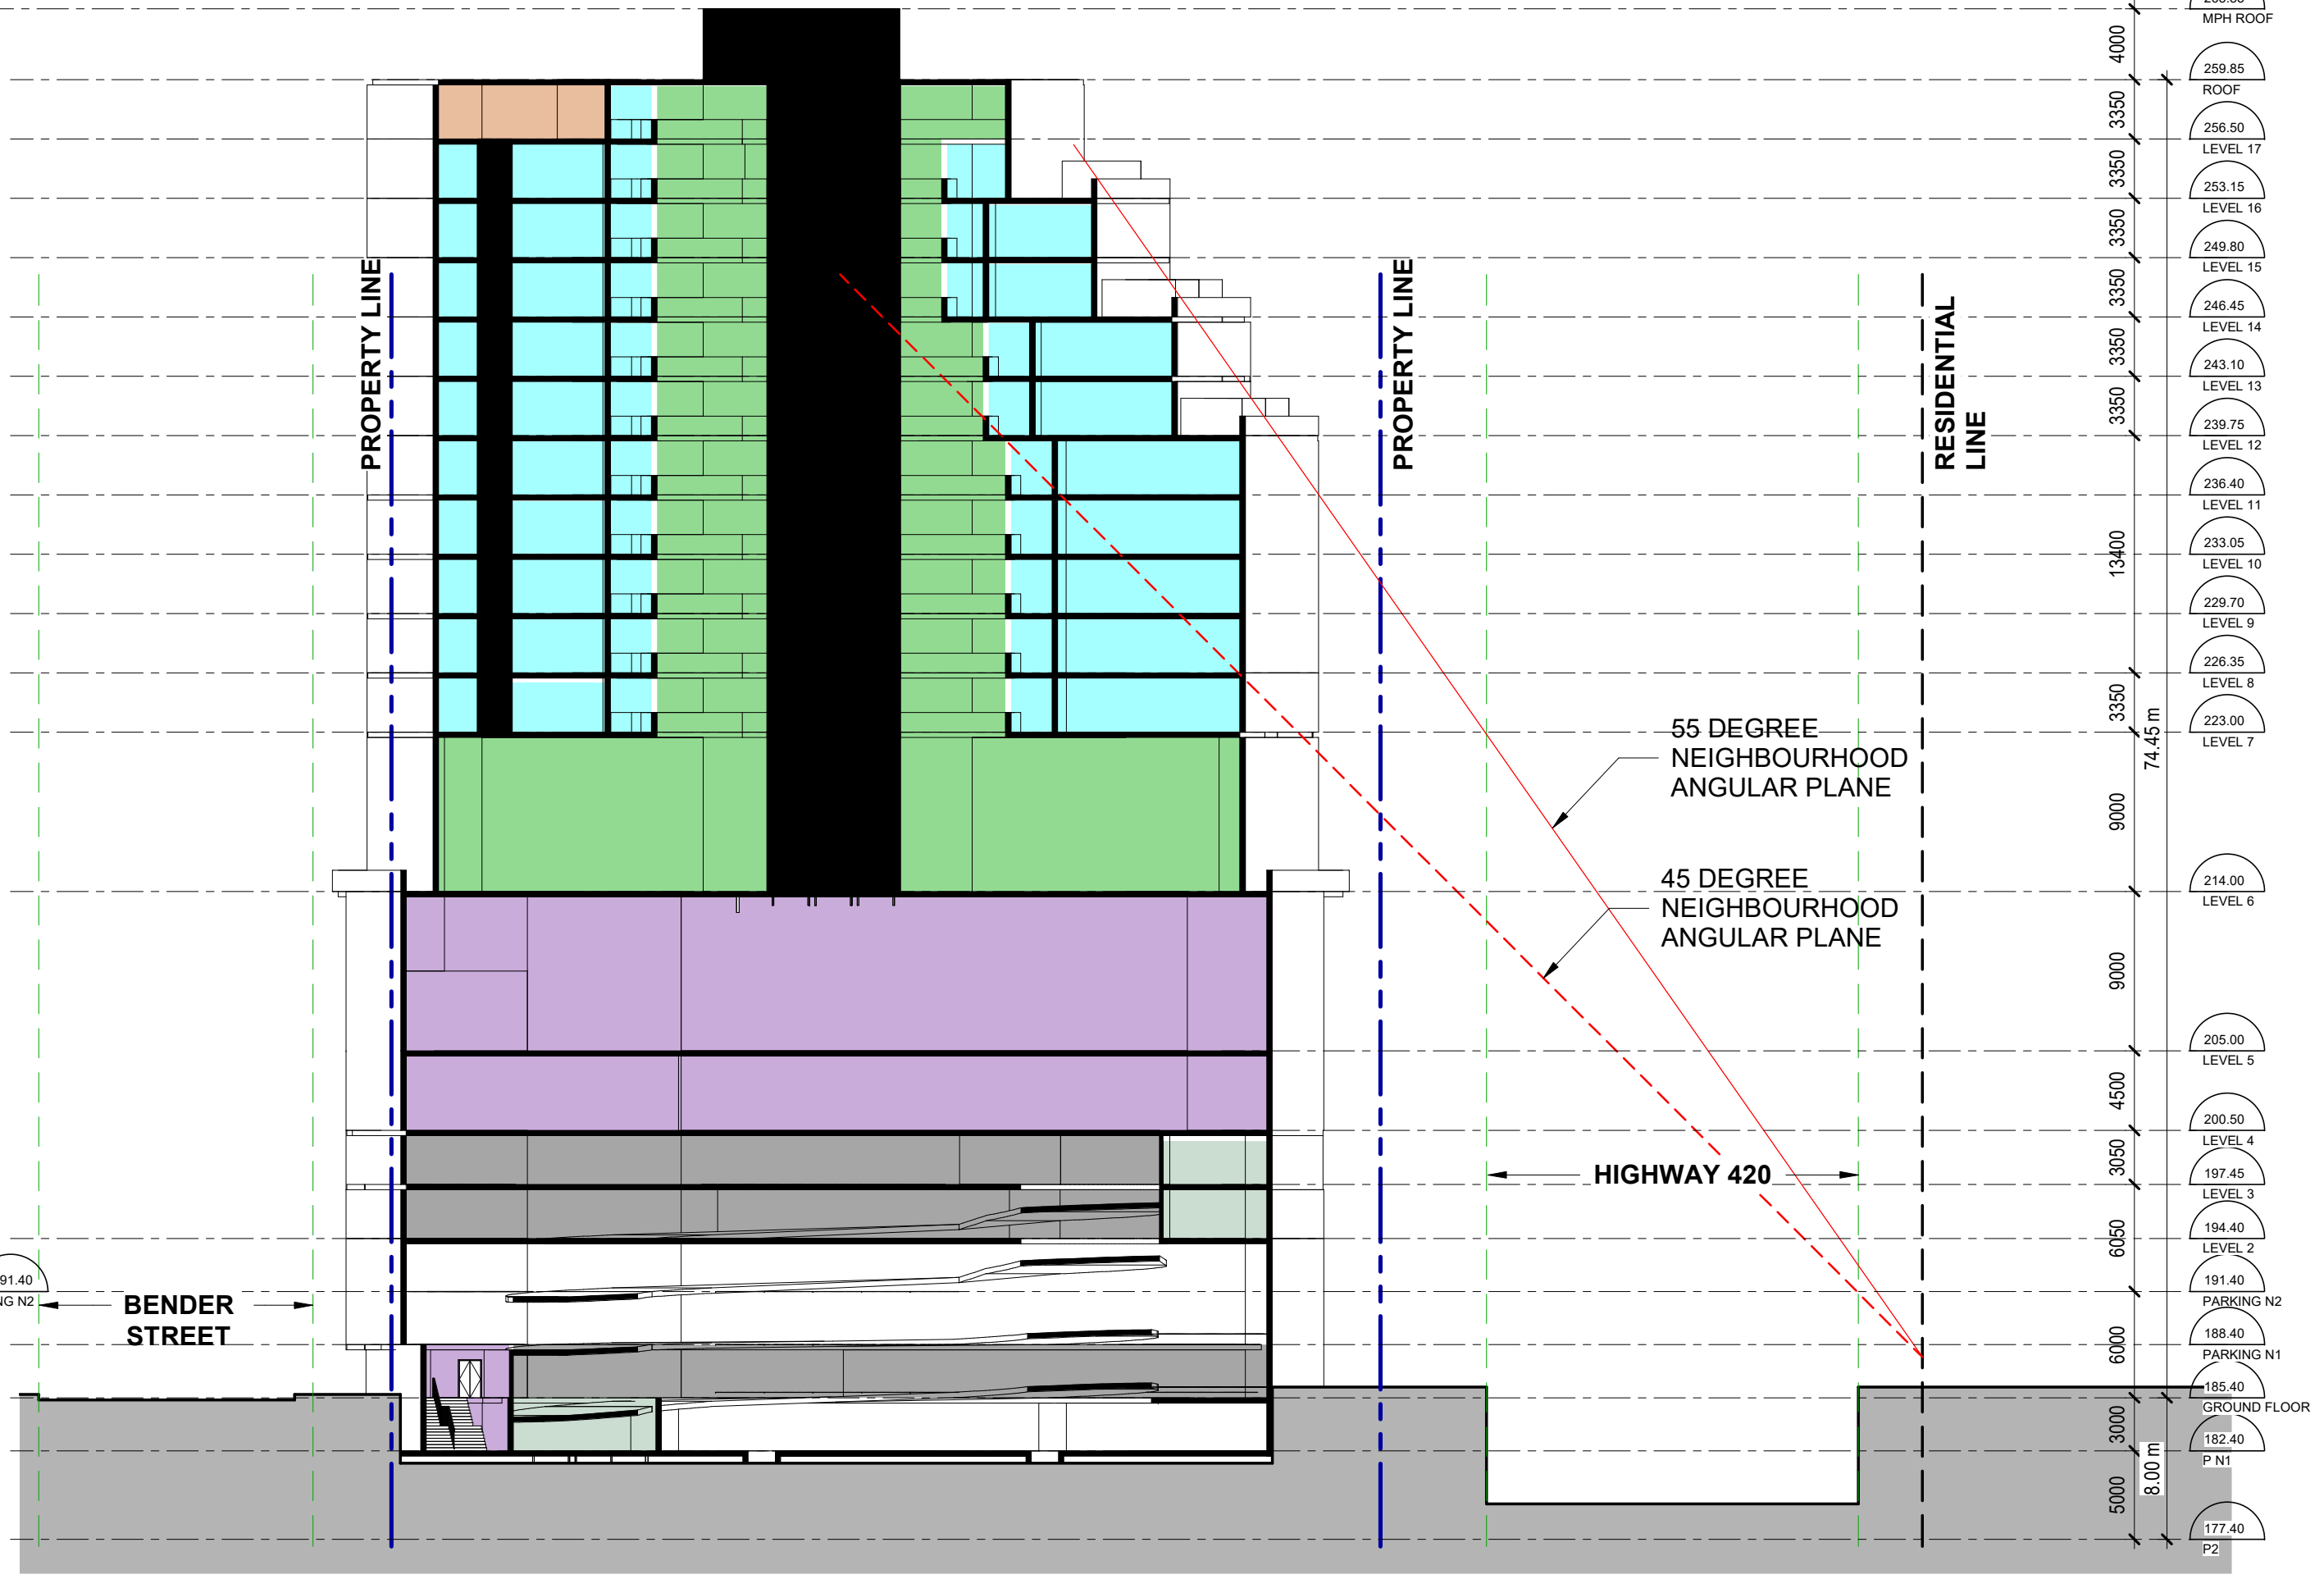 MPH ROOF
4000
259.85
ROOF
3350
256.50
LEVEL 17
3350
253.15
LEVEL 16
3350
249.80
LEVEL 15
3350
246.45
LEVEL 14
3350
243.10
LEVEL 13
3350
239.75
LEVEL 12
236.40
LEVEL 11
13400
233.05
LEVEL 10
229.70
LEVEL 9
226.35
LEVEL 8
3350
223.00
LEVEL 7
74.45 m
9000
214.00
LEVEL 6
9000
205.00
LEVEL 5
4500
200.50
LEVEL 4
3050
197.45
LEVEL 3
6050
194.40
LEVEL 2
191.40
PARKING N2
6000
188.40
PARKING N1
185.40
GROUND FLOOR
3000
182.40
P N1
8.00 m
5000
177.40
P2
PROPERTY LINE
PROPERTY LINE
RESIDENTIAL
LINE
55 DEGREE
NEIGHBOURHOOD
ANGULAR PLANE
45 DEGREE
NEIGHBOURHOOD
ANGULAR PLANE
HIGHWAY 420
91.40
NG N2
BENDER
STREET